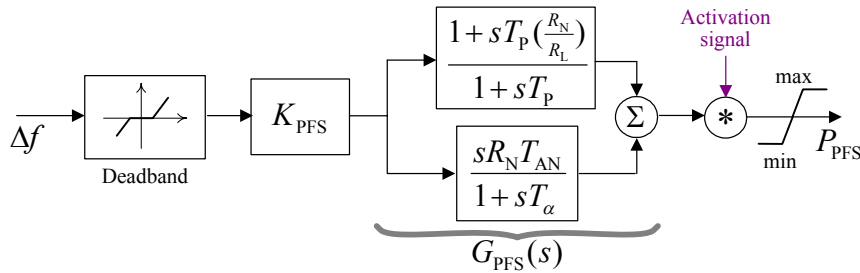 Activation
signal
1 + sT_P(R_N/R_L)
1 + sT_P
max
Δf
K_PFS
Σ
*
P_PFS
min
Deadband
sR_N T_AN
1 + sT_α
G_PFS(s)